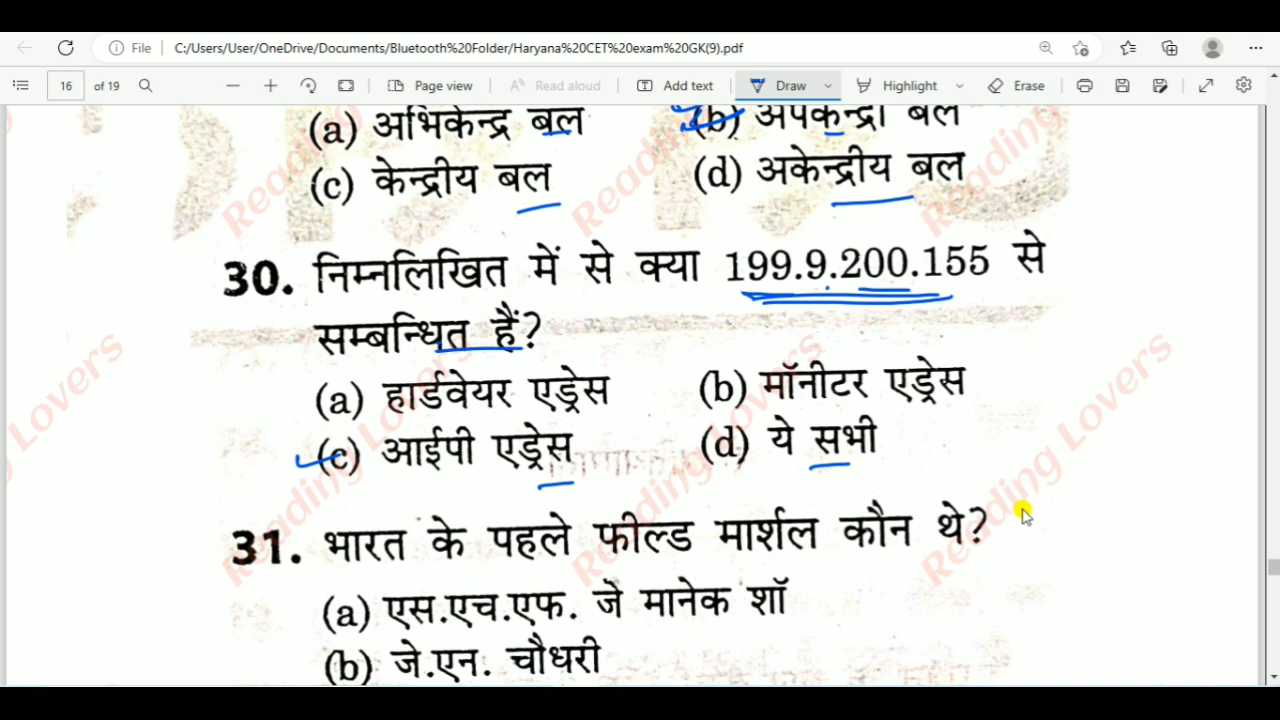 File C:/Users/User/OneDrive/Documents/Bluetooth%20Folder/Haryana%20CET%20exam%20GK(9).pdf
16 of 19 Page view Read aloud Add text Draw Highlight Erase
(a) अभिकेन्द्र बल (b) अपकेन्द्री बल
(c) केन्द्रीय बल (d) अकेन्द्रीय बल
30. निम्नलिखित में से क्या 199.9.200.155 से
सम्बन्धित हैं?
(a) हार्डवेयर एड्रेस (b) मॉनीटर एड्रेस
(c) आईपी एड्रेस (d) ये सभी
31. भारत के पहले फील्ड मार्शल कौन थे?
(a) एस.एच.एफ. जे मानेक शॉ
(b) जे.एन. चौधरी
Reading Lovers